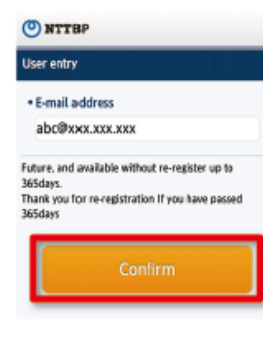 NTTBP
User entry
• E-mail address
abc@xxx.xxx.xxx
Future, and available without re-register up to
365days.
Thank you for re-registration If you have passed
365days
Confirm